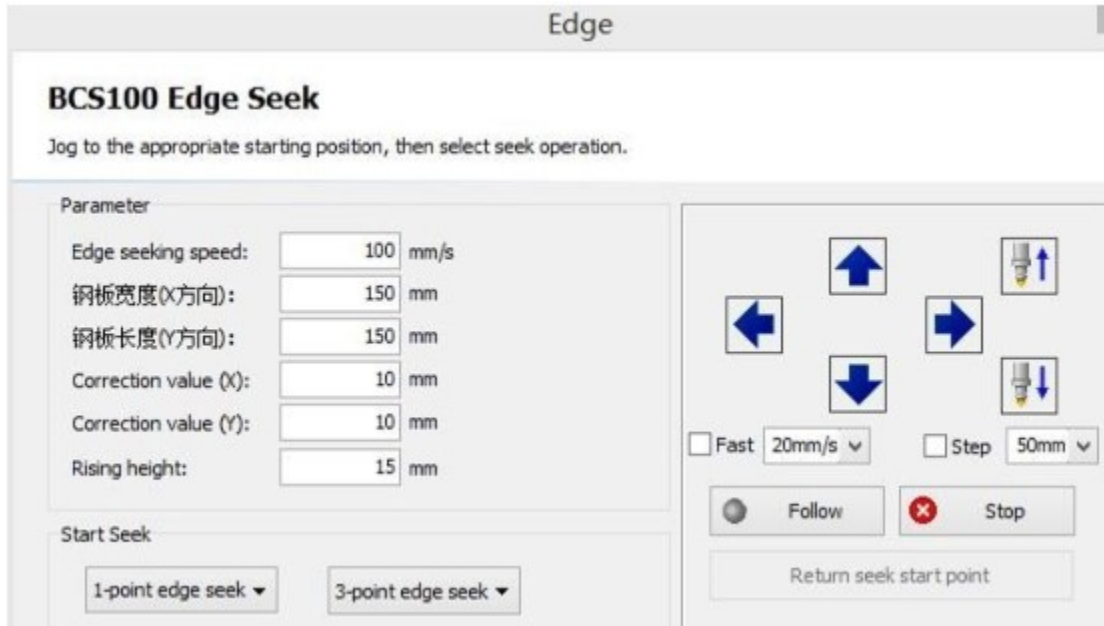 Edge
BCS100 Edge Seek
Jog to the appropriate starting position, then select seek operation.
Parameter
Edge seeking speed: 100 mm/s
钢板宽度(X方向): 150 mm
钢板长度(Y方向): 150 mm
Correction value (X): 10 mm
Correction value (Y): 10 mm
Rising height: 15 mm
Start Seek
1-point edge seek
3-point edge seek
Fast 20mm/s
Step 50mm
Follow
Stop
Return seek start point